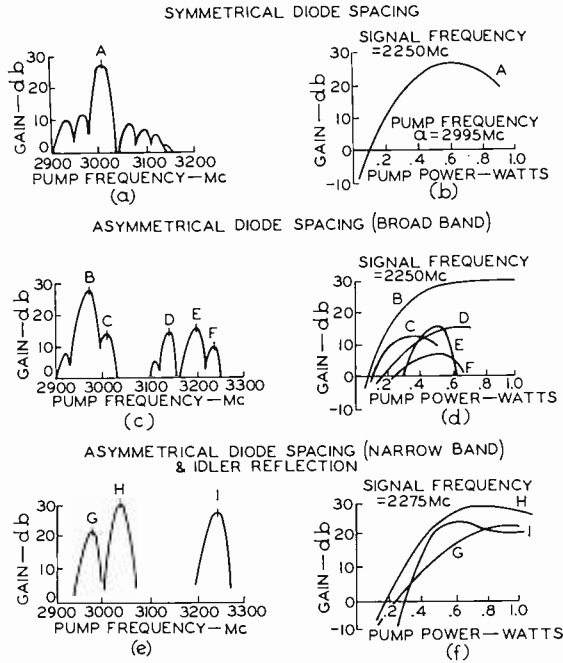 SYMMETRICAL DIODE SPACING
GAIN—db
30
20
10
0
A
2900 3000 3100 3200
PUMP FREQUENCY—Mc
(a)
GAIN—db
30
20
10
0
-10
SIGNAL FREQUENCY
=2250Mc
A
PUMP FREQUENCY
a=2995Mc
.2 .4 .6 .8 1.0
PUMP POWER—WATTS
(b)
ASYMMETRICAL DIODE SPACING (BROAD BAND)
GAIN—db
30
20
10
0
B
C
D
E
F
2900 3000 3100 3200 3300
PUMP FREQUENCY—Mc
(c)
GAIN—db
30
20
10
0
-10
SIGNAL FREQUENCY
=2250Mc
B
C
D
E
F
.2 .4 .6 .8 1.0
PUMP POWER—WATTS
(d)
ASYMMETRICAL DIODE SPACING (NARROW BAND)
& IDLER REFLECTION
GAIN—db
30
20
10
0
G
H
I
2900 3000 3100 3200 3300
PUMP FREQUENCY—Mc
(e)
GAIN—db
30
20
10
0
-10
SIGNAL FREQUENCY
=2275Mc
H
I
G
.2 .4 .6 .8 1.0
PUMP POWER—WATTS
(f)